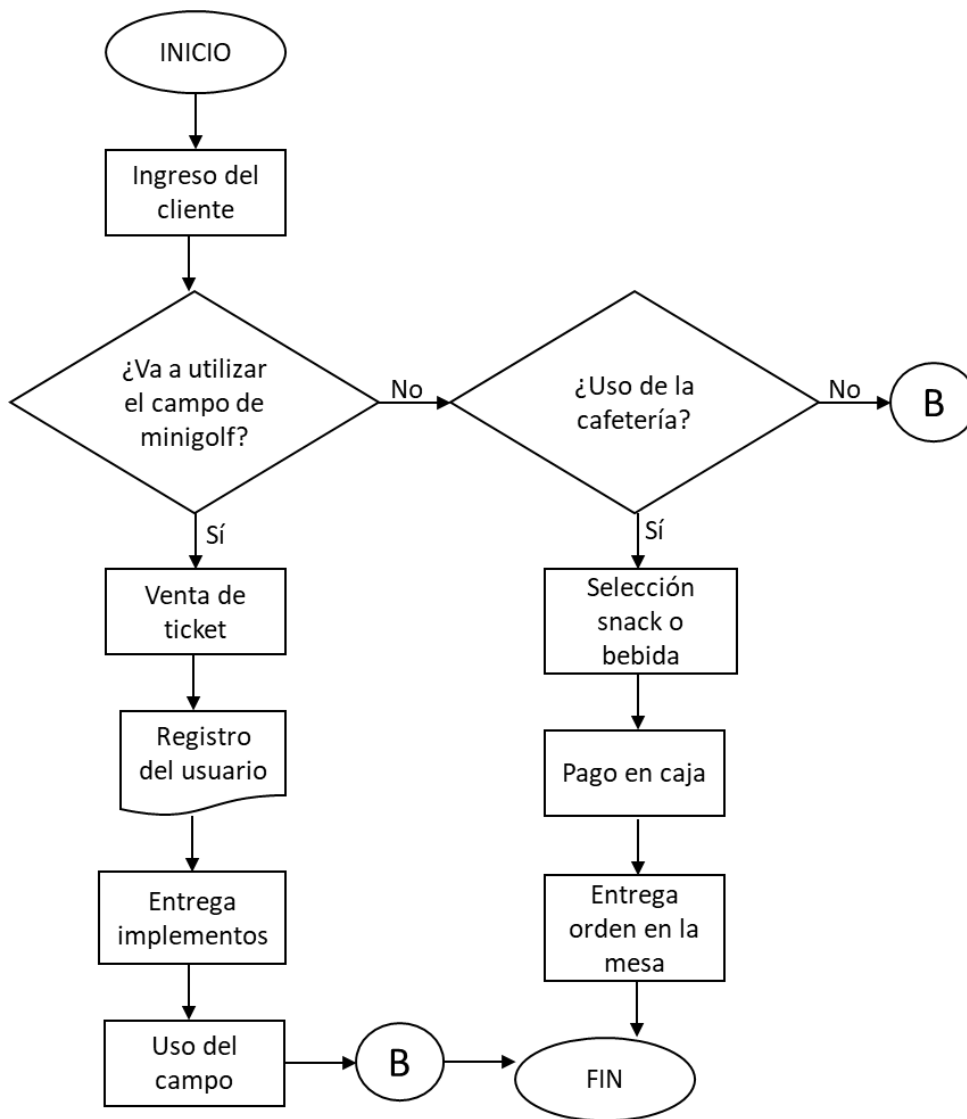 INICIO
Ingreso del
cliente
¿Va a utilizar
el campo de
minigolf?
No
¿Uso de la
cafetería?
No
B
Sí
Sí
Venta de
ticket
Selección
snack o
bebida
Registro
del usuario
Pago en caja
Entrega
implementos
Entrega
orden en la
mesa
Uso del
campo
B
FIN